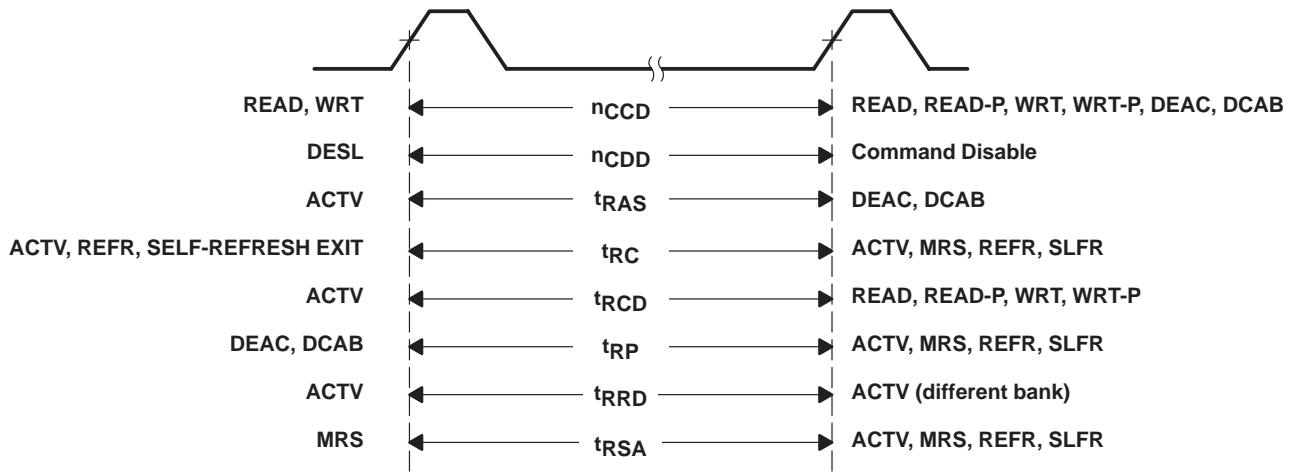 READ, WRT nCCD READ, READ-P, WRT, WRT-P, DEAC, DCAB
DESL nCDD Command Disable
ACTV tRAS DEAC, DCAB
ACTV, REFR, SELF-REFRESH EXIT tRC ACTV, MRS, REFR, SLFR
ACTV tRCD READ, READ-P, WRT, WRT-P
DEAC, DCAB tRP ACTV, MRS, REFR, SLFR
ACTV tRRD ACTV (different bank)
MRS tRSA ACTV, MRS, REFR, SLFR